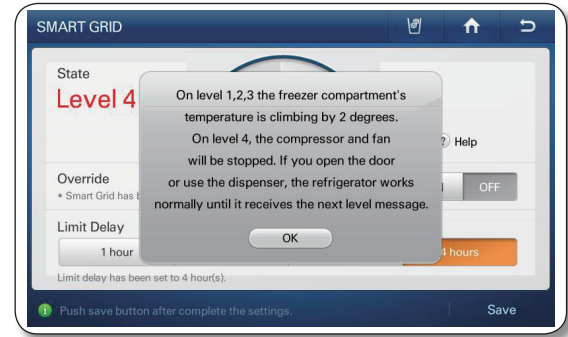 SMART GRID
State
Level 4
On level 1,2,3 the freezer compartment's
temperature is climbing by 2 degrees.
On level 4, the compressor and fan
will be stopped. If you open the door
or use the dispenser, the refrigerator works
normally until it receives the next level message.
OK
? Help
Override
OFF
* Smart Grid has
Limit Delay
1 hour
4 hours
Limit delay has been set to 4 hour(s).
Push save button after complete the settings.
Save